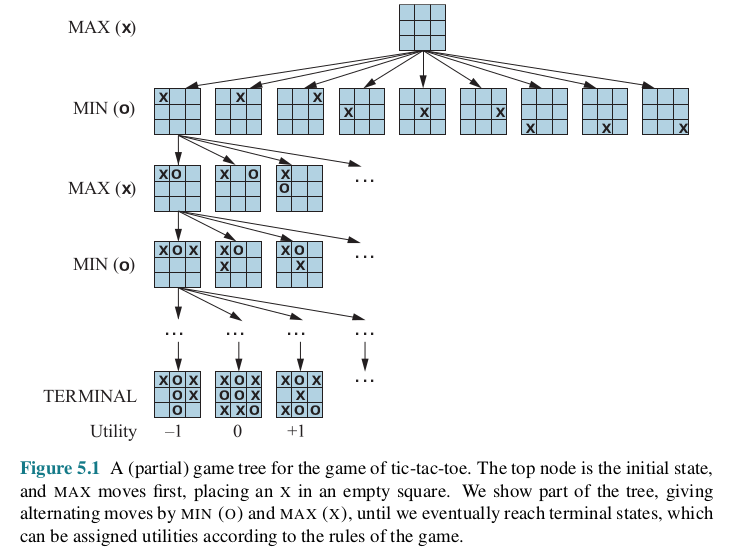 MAX (X)
MIN (O)
X X X X X X X X X
MAX (X)
X O X O X
O
...
MIN (O)
X O X X O X O
X X
...
... ... ... ...
TERMINAL
X O X X O X X O X
O X O O X X
O X X O X O O
...
Utility –1 0 +1
Figure 5.1 A (partial) game tree for the game of tic-tac-toe. The top node is the initial state,
and MAX moves first, placing an X in an empty square. We show part of the tree, giving
alternating moves by MIN (O) and MAX (X), until we eventually reach terminal states, which
can be assigned utilities according to the rules of the game.